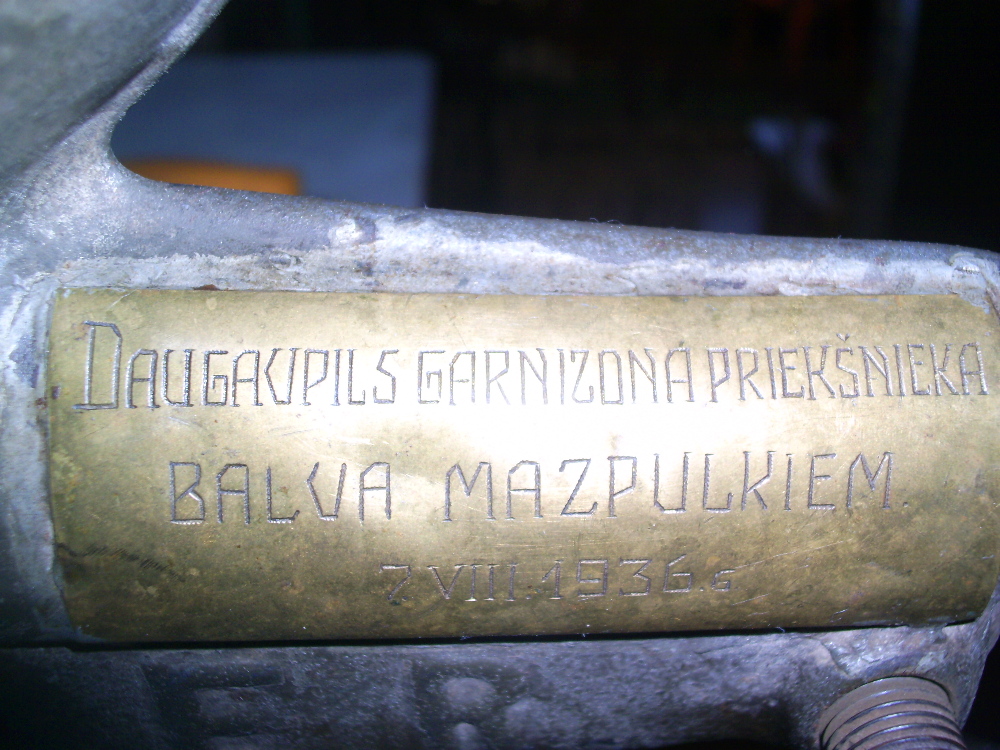 DAUGAVPILS GARNIZONA PRIEKŠNIEKA
BALVA MAZPULKIEM.
7.VIII.1936.G